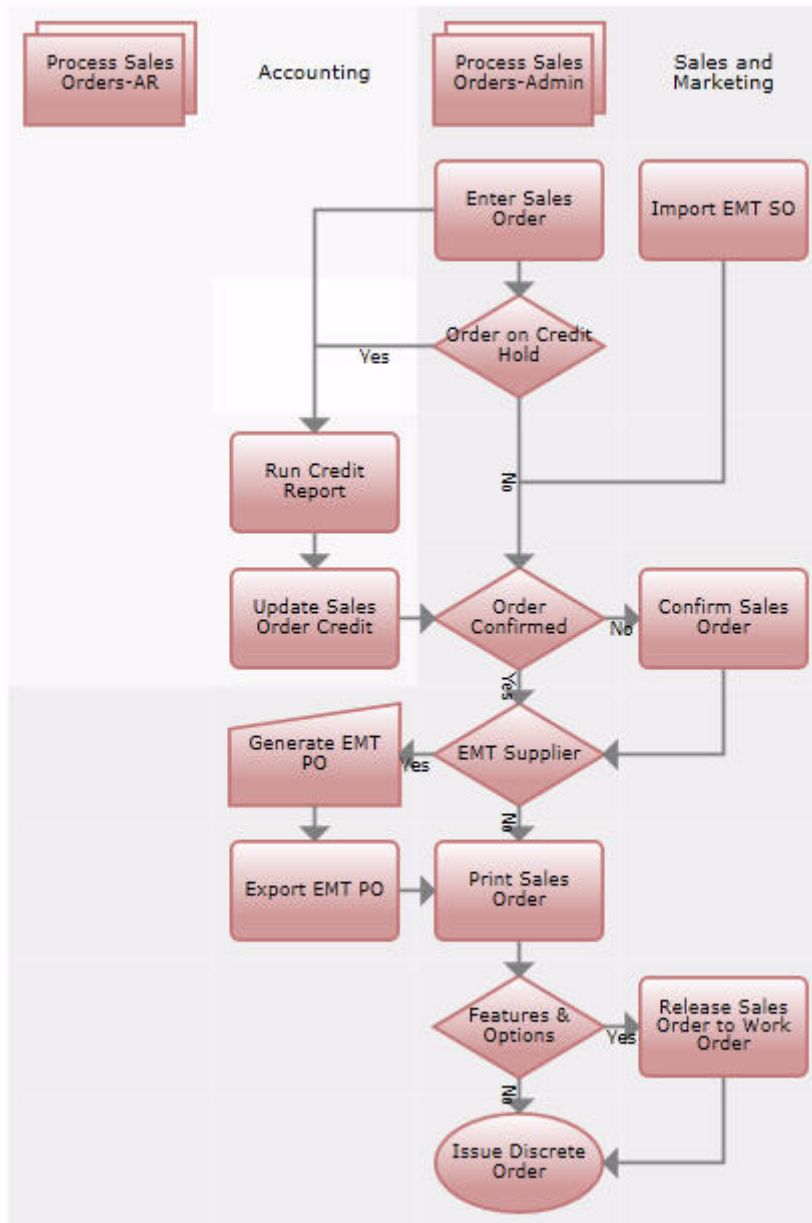 Process Sales
Orders-AR
Accounting
Process Sales
Orders-Admin
Sales and
Marketing
Enter Sales
Order
Import EMT SO
Order on Credit
Hold
Yes
Run Credit
Report
No
Update Sales
Order Credit
Order
Confirmed
No
Confirm Sales
Order
Yes
Generate EMT
PO
Yes
EMT Supplier
No
Export EMT PO
Print Sales
Order
Features &
Options
Yes
Release Sales
Order to Work
Order
No
Issue Discrete
Order